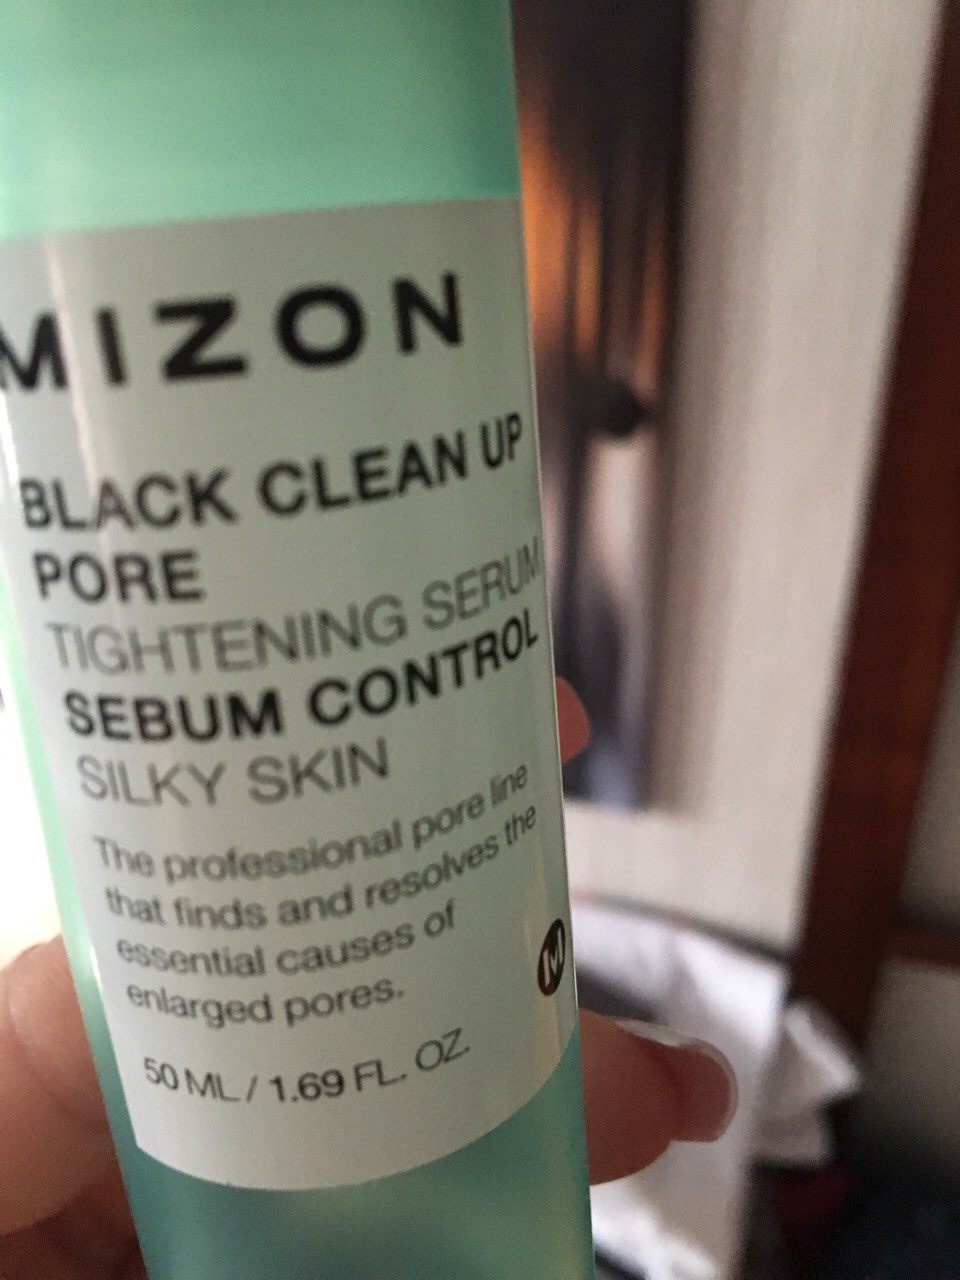 MIZON
BLACK CLEAN UP
PORE
TIGHTENING SERUM
SEBUM CONTROL
SILKY SKIN
The professional pore line
that finds and resolves the
essential causes of
enlarged pores.
M
50 ML / 1.69 FL. OZ.